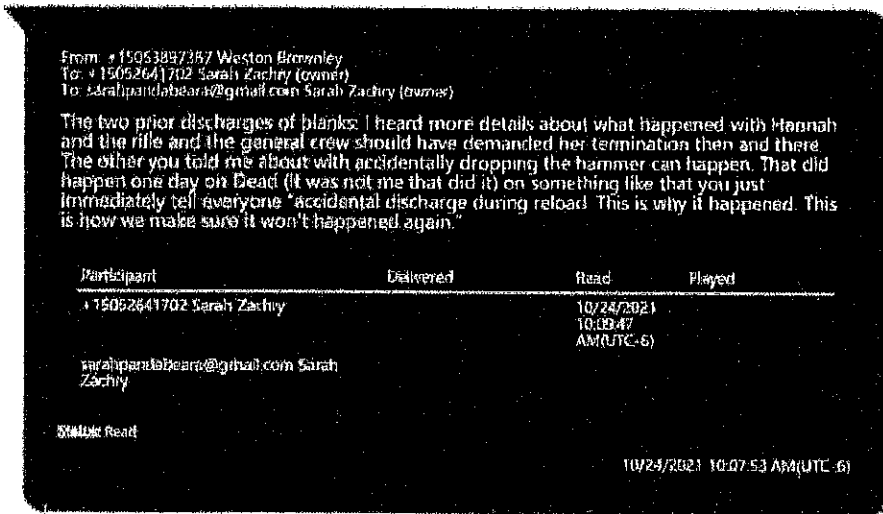 From: +15053897367 Weston Brownley
To: +15052641702 Sarah Zachry (owner)
To: sarahpandabeara@gmail.com Sarah Zachry (owner)
The two prior discharges of blanks: I heard more details about what happened with Hannah
and the rifle and the general crew should have demanded her termination then and there.
The other you told me about with accidentally dropping the hammer can happen. That did
happen one day on Dead (it was not me that did it) on something like that you just
immediately tell everyone "accidental discharge during reload. This is why it happened. This
is how we make sure it won't happened again."
Participant Delivered Read Played
+15052641702 Sarah Zachry 10/24/2021
10:09:47
AM(UTC-6)
sarahpandabeara@gmail.com Sarah
Zachry
Status: Read
10/24/2021 10:07:53 AM(UTC-6)